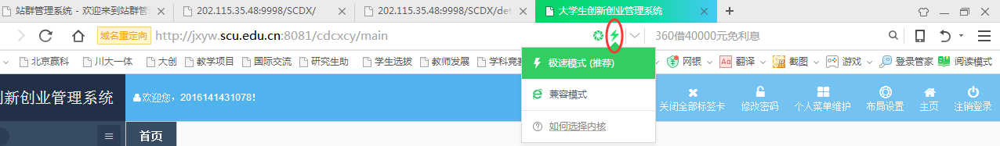 站群管理系统 - 欢迎来到站群管 202.115.35.48:9998/SCDX/ 202.115.35.48:9998/SCDX/det 大学生创新创业管理系统
域名重定向 http://jxyw.scu.edu.cn:8081/cdcxcy/main 360借40000元免利息
北京赢科 川大一体 大创 教学项目 国际交流 研究生助 学生选拔 教师发展 学科竞赛 网银 翻译 截图 游戏 登录管家 阅读模式
极速模式 (推荐)
创新创业管理系统 欢迎您，2016141431078! 兼容模式 关闭全部标签卡 修改密码 个人菜单维护 布局设置 主页 注销登录
首页 如何选择内核